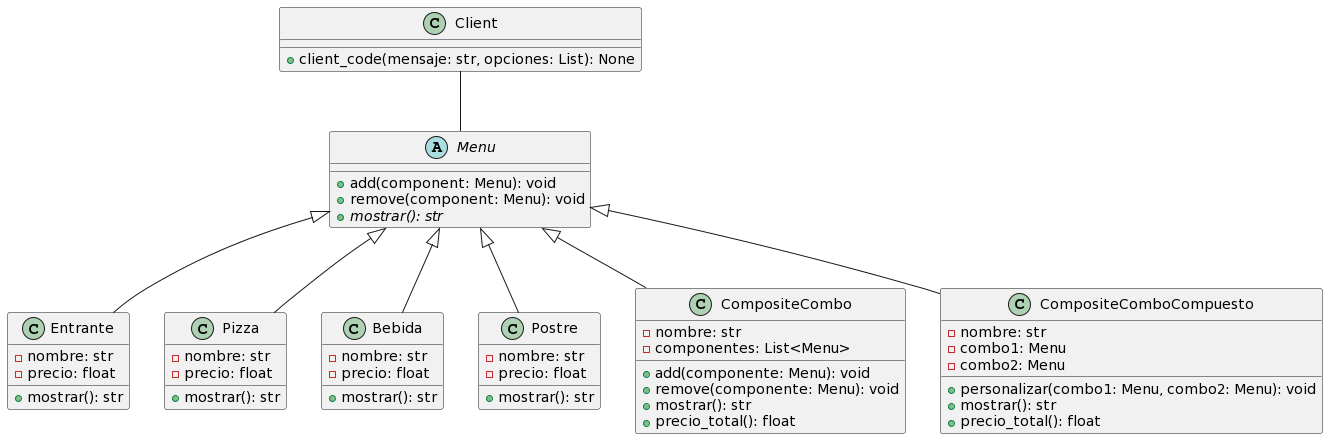 C Client
client_code(mensaje: str, opciones: List): None
A Menu
add(component: Menu): void
remove(component: Menu): void
mostrar(): str
C Entrante
nombre: str
precio: float
mostrar(): str
C Pizza
nombre: str
precio: float
mostrar(): str
C Bebida
nombre: str
precio: float
mostrar(): str
C Postre
nombre: str
precio: float
mostrar(): str
C CompositeCombo
nombre: str
componentes: List<Menu>
add(componente: Menu): void
remove(componente: Menu): void
mostrar(): str
precio_total(): float
C CompositeComboCompuesto
nombre: str
combo1: Menu
combo2: Menu
personalizar(combo1: Menu, combo2: Menu): void
mostrar(): str
precio_total(): float